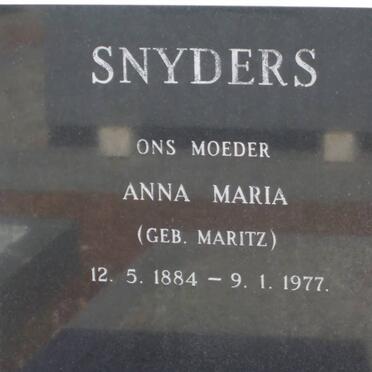 SNYDERS
ONS MOEDER
ANNA MARIA
(GEB. MARITZ)
12. 5. 1884 – 9. 1. 1977.